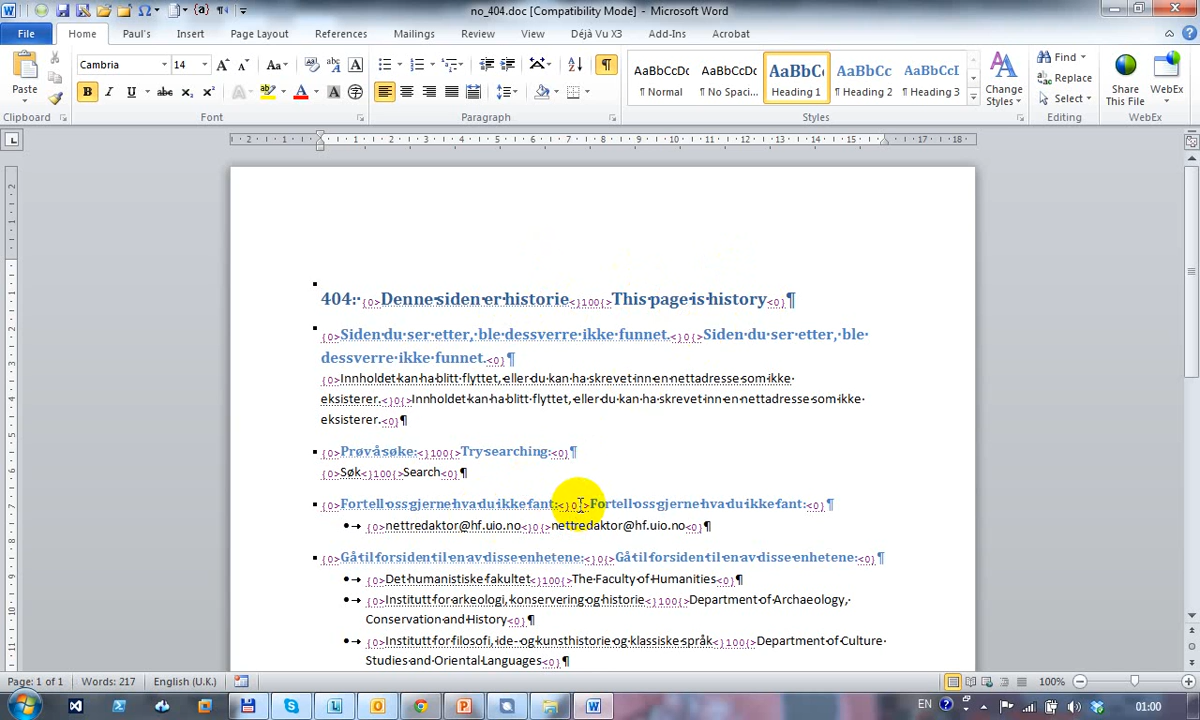 no_404.doc [Compatibility Mode] - Microsoft Word
File Home Paul's Insert Page Layout References Mailings Review View Déjà Vu X3 Add-Ins Acrobat
Paste
Cambria 14
Clipboard Font Paragraph Styles Editing WebEx
AaBbCcDc AaBbCcDc AaBbC AaBbCc AaBbCcI
¶ Normal ¶ No Spaci... Heading 1 ¶ Heading 2 ¶ Heading 3
Change Styles
Find
Replace
Select
Share This File
WebEx
404: {0>Denne siden er historie<}100{>This page is history<0}¶
{0>Siden du ser etter, ble dessverre ikke funnet.<}0{>Siden du ser etter, ble
dessverre ikke funnet.<0}¶
{0>Innholdet kan ha blitt flyttet, eller du kan ha skrevet inn en nettadresse som ikke
eksisterer.<}0{>Innholdet kan ha blitt flyttet, eller du kan ha skrevet inn en nettadresse som ikke
eksisterer.<0}¶
{0>Prøv å søke:<}100{>Try searching:<0}¶
{0>Søk<}100{>Search<0}¶
{0>Fortell oss gjerne hva du ikke fant:<}0{>Fortell oss gjerne hva du ikke fant:<0}¶
{0>nettredaktor@hf.uio.no<}0{>nettredaktor@hf.uio.no<0}¶
{0>Gå til forsiden til en av disse enhetene:<}0{>Gå til forsiden til en av disse enhetene:<0}¶
{0>Det humanistiske fakultet<}100{>The Faculty of Humanities<0}¶
{0>Institutt for arkeologi, konservering og historie<}100{>Department of Archaeology,
Conservation and History<0}¶
{0>Institutt for filosofi, ide- og kunsthistorie og klassiske språk<}100{>Department of Culture
Studies and Oriental Languages<0}¶
Page: 1 of 1 Words: 217 English (U.K.) 100%
EN 01:00